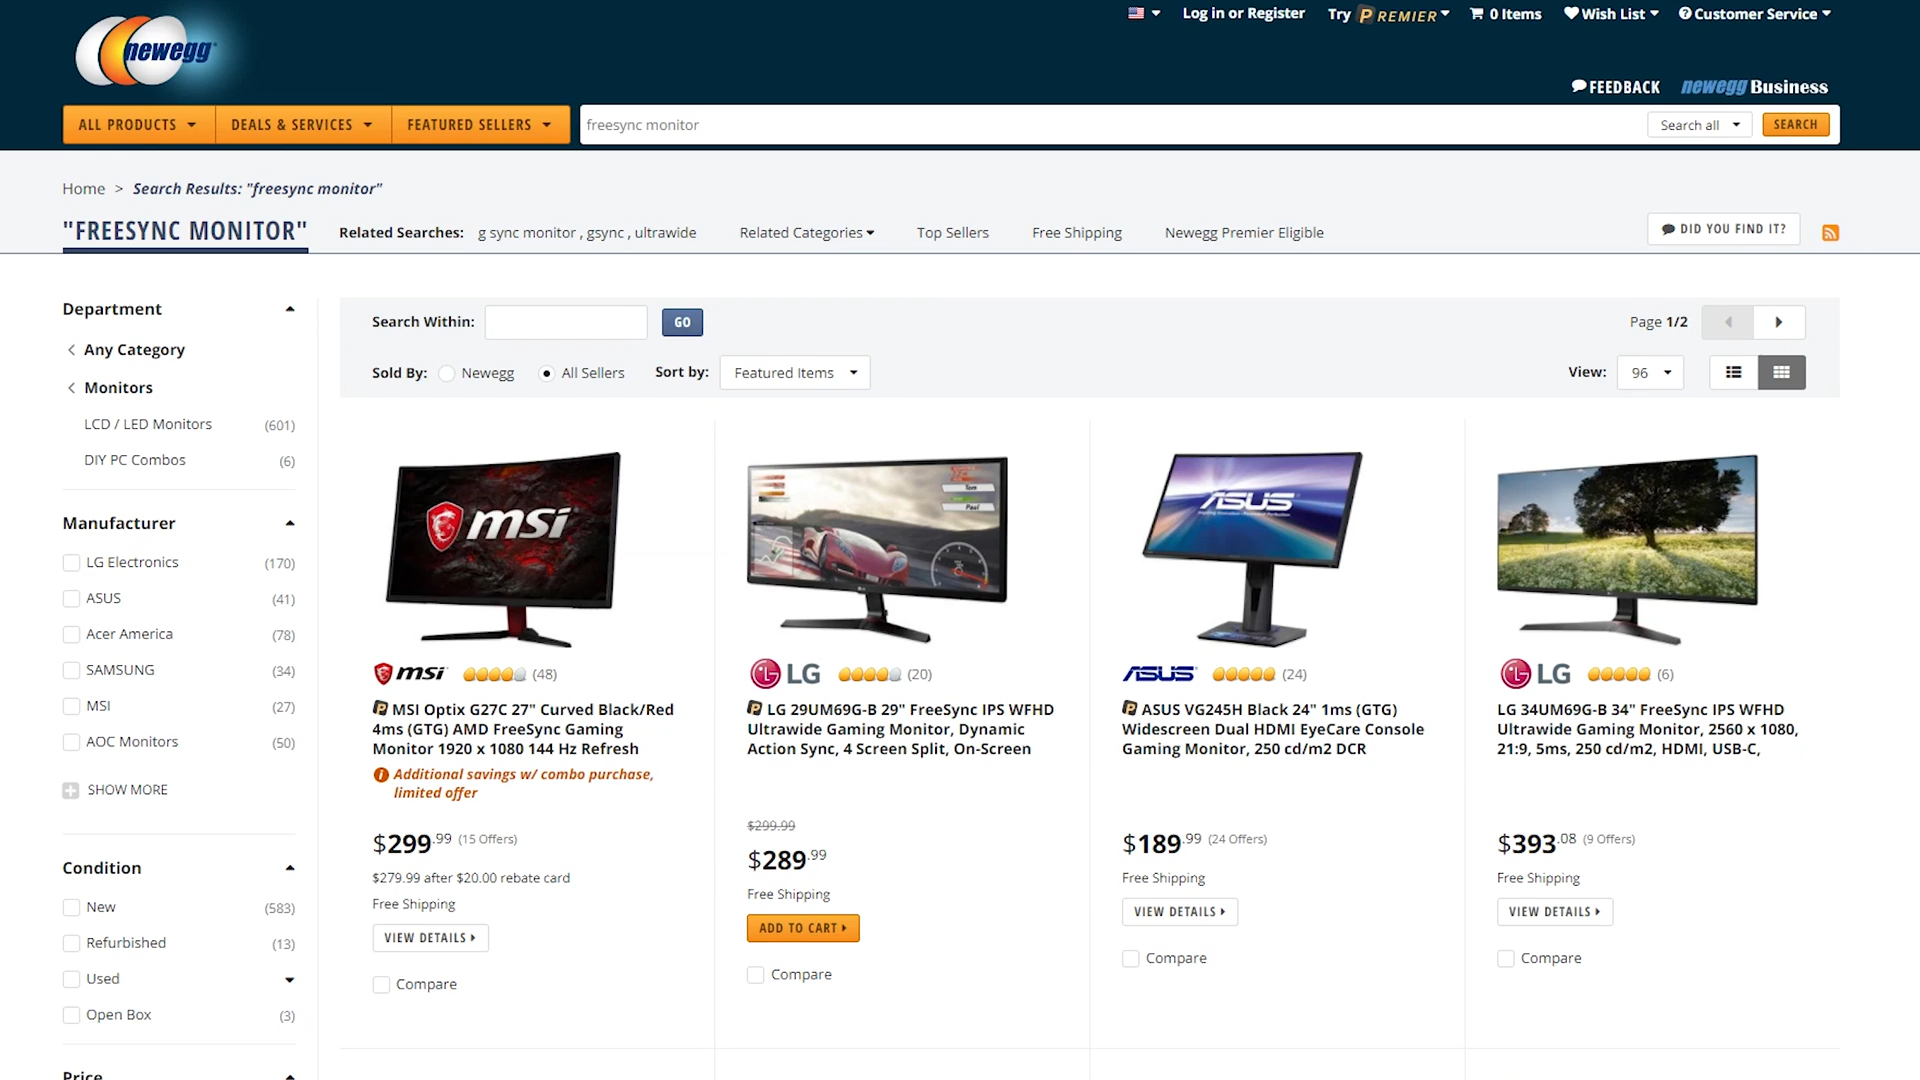 Log in or Register
Try PREMIER
0 Items
Wish List
Customer Service
newegg
FEEDBACK
newegg Business
ALL PRODUCTS
DEALS & SERVICES
FEATURED SELLERS
freesync monitor
Search all
SEARCH
Home > Search Results: "freesync monitor"
"FREESYNC MONITOR"
Related Searches: g sync monitor , gsync , ultrawide
Related Categories
Top Sellers
Free Shipping
Newegg Premier Eligible
DID YOU FIND IT?
Department
Any Category
Monitors
LCD / LED Monitors (601)
DIY PC Combos (6)
Manufacturer
LG Electronics (170)
ASUS (41)
Acer America (78)
SAMSUNG (34)
MSI (27)
AOC Monitors (50)
SHOW MORE
Condition
New (583)
Refurbished (13)
Used
Open Box (3)
Price
Search Within:
GO
Page 1/2
Sold By: Newegg All Sellers
Sort by: Featured Items
View: 96
msi
msi (48)
MSI Optix G27C 27" Curved Black/Red
4ms (GTG) AMD FreeSync Gaming
Monitor 1920 x 1080 144 Hz Refresh
Additional savings w/ combo purchase,
limited offer
$299.99 (15 Offers)
$279.99 after $20.00 rebate card
Free Shipping
VIEW DETAILS
Compare
Tom
Paul
LG (20)
LG 29UM69G-B 29" FreeSync IPS WFHD
Ultrawide Gaming Monitor, Dynamic
Action Sync, 4 Screen Split, On-Screen
$299.99
$289.99
Free Shipping
ADD TO CART
Compare
ASUS
ASUS (24)
ASUS VG245H Black 24" 1ms (GTG)
Widescreen Dual HDMI EyeCare Console
Gaming Monitor, 250 cd/m2 DCR
$189.99 (24 Offers)
Free Shipping
VIEW DETAILS
Compare
LG (6)
LG 34UM69G-B 34" FreeSync IPS WFHD
Ultrawide Gaming Monitor, 2560 x 1080,
21:9, 5ms, 250 cd/m2, HDMI, USB-C,
$393.08 (9 Offers)
Free Shipping
VIEW DETAILS
Compare